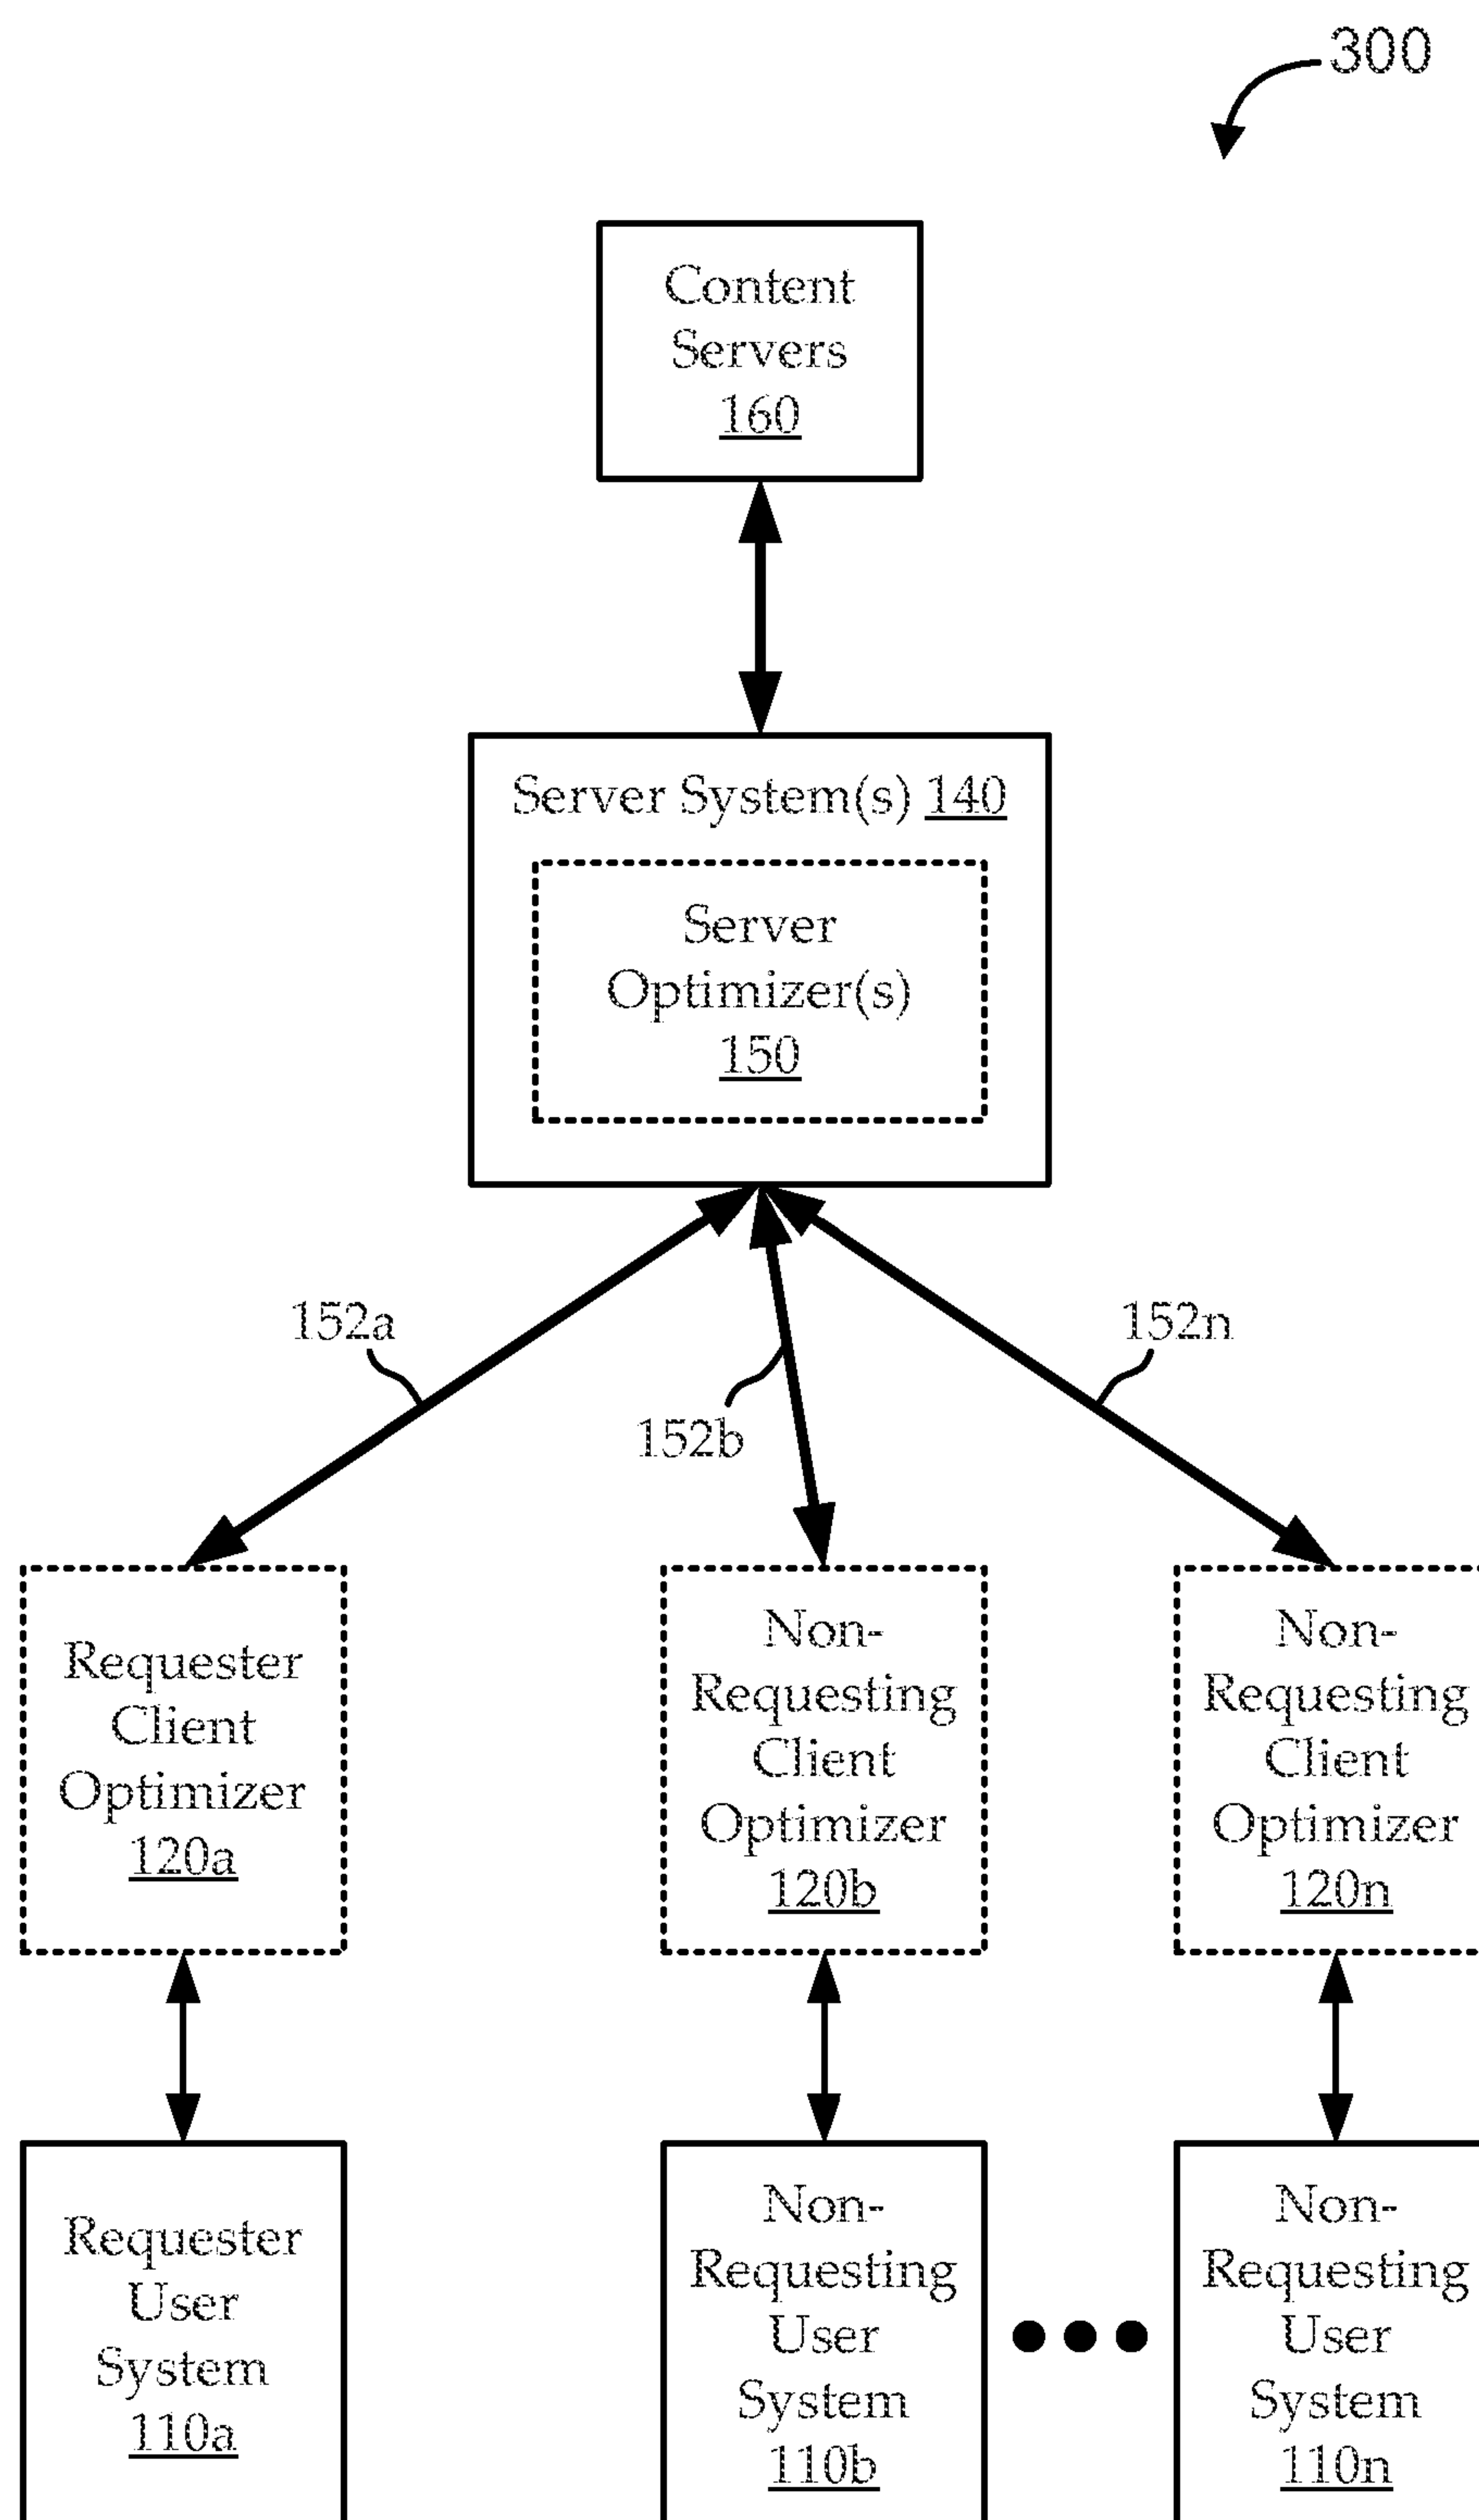 300
Content
Servers
160
Server System(s) 140
Server
Optimizer(s)
150
152a
152b
152n
Requester
Client
Optimizer
120a
Non-
Requesting
Client
Optimizer
120b
Non-
Requesting
Client
Optimizer
120n
Requester
User
System
110a
Non-
Requesting
User
System
110b
Non-
Requesting
User
System
110n